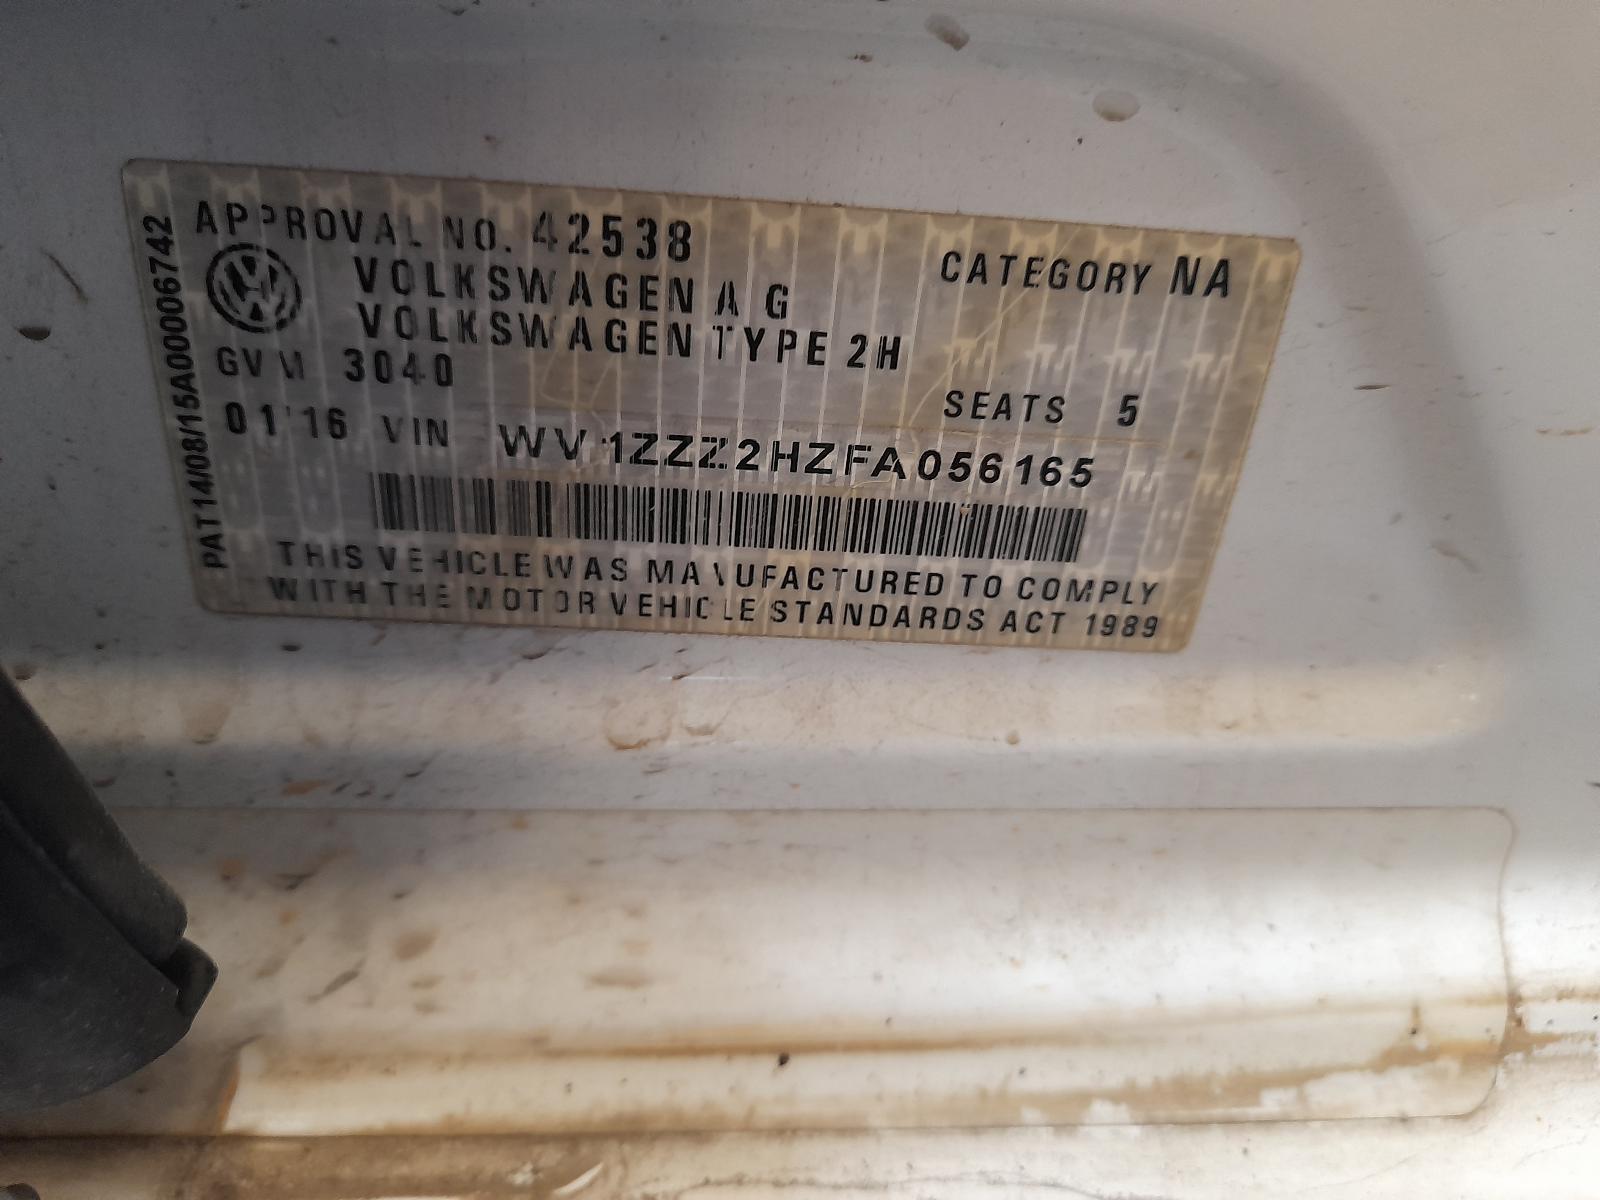 APPROVAL NO. 42538
CATEGORY NA
VOLKSWAGEN AG
VOLKSWAGEN TYPE 2H
GVM 3040
SEATS 5
01'16 VIN WV1ZZZ2HZFA056165
THIS VEHICLE WAS MANUFACTURED TO COMPLY
WITH THE MOTOR VEHICLE STANDARDS ACT 1989
PAT14/08/15A000006742